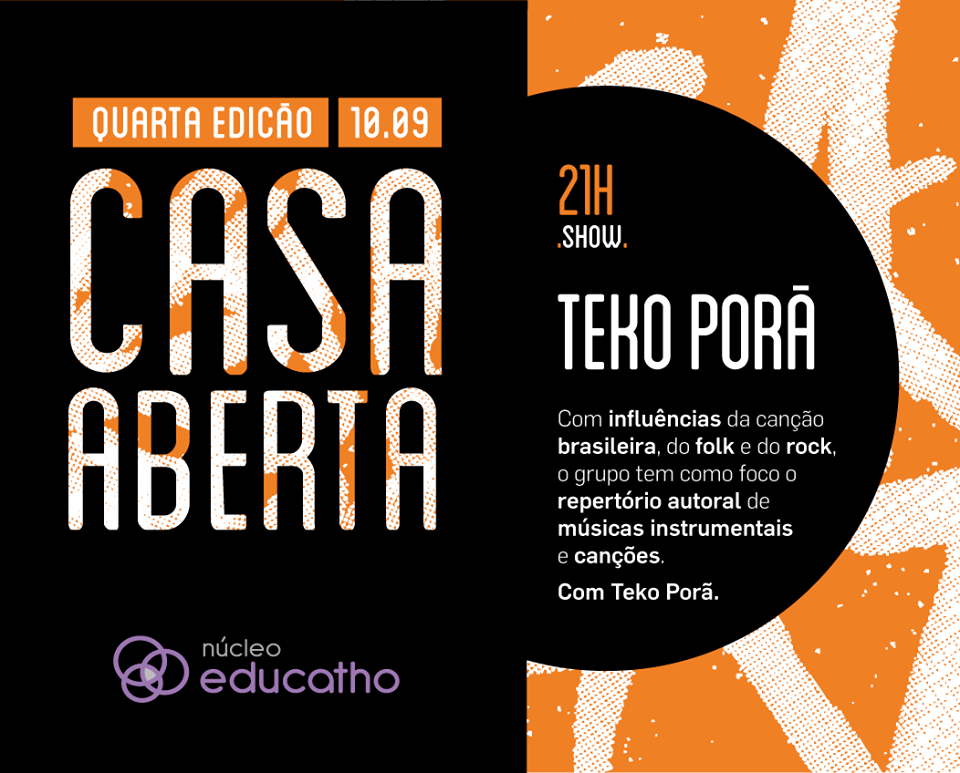 QUARTA EDICÃO 10.09
CASA
ABERTA
núcleo
educatho
21H
.SHOW.
TEKO PORÃ
Com influências da canção
brasileira, do folk e do rock,
o grupo tem como foco o
repertório autoral de
músicas instrumentais
e canções.
Com Teko Porã.